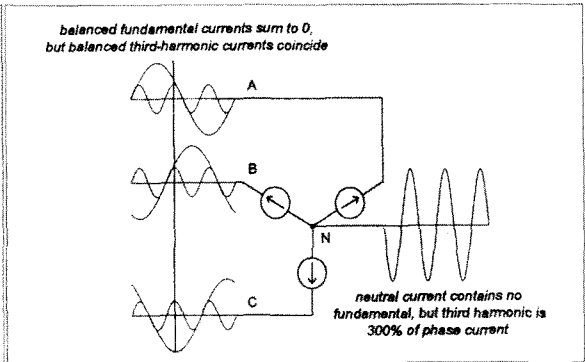 balanced fundamental currents sum to 0,
but balanced third-harmonic currents coincide
A
B
N
C
neutral current contains no
fundamental, but third harmonic is
300% of phase current